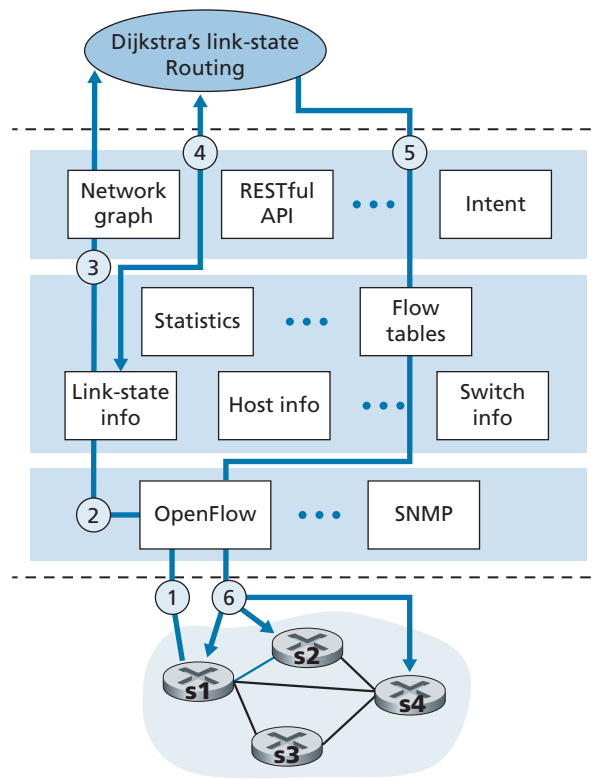 Dijkstra's link-state
Routing
4
5
Network
graph
RESTful
API
Intent
3
Statistics
Flow
tables
Link-state
info
Host info
Switch
info
2
OpenFlow
SNMP
1
6
s1
s2
s3
s4